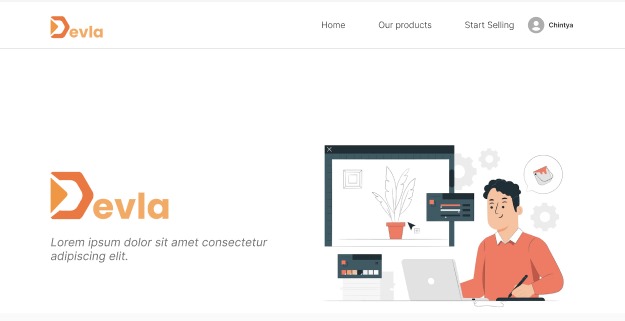 Devla
Home Our products Start Selling Chintya
Devla
Lorem ipsum dolor sit amet consectetur
adipiscing elit.